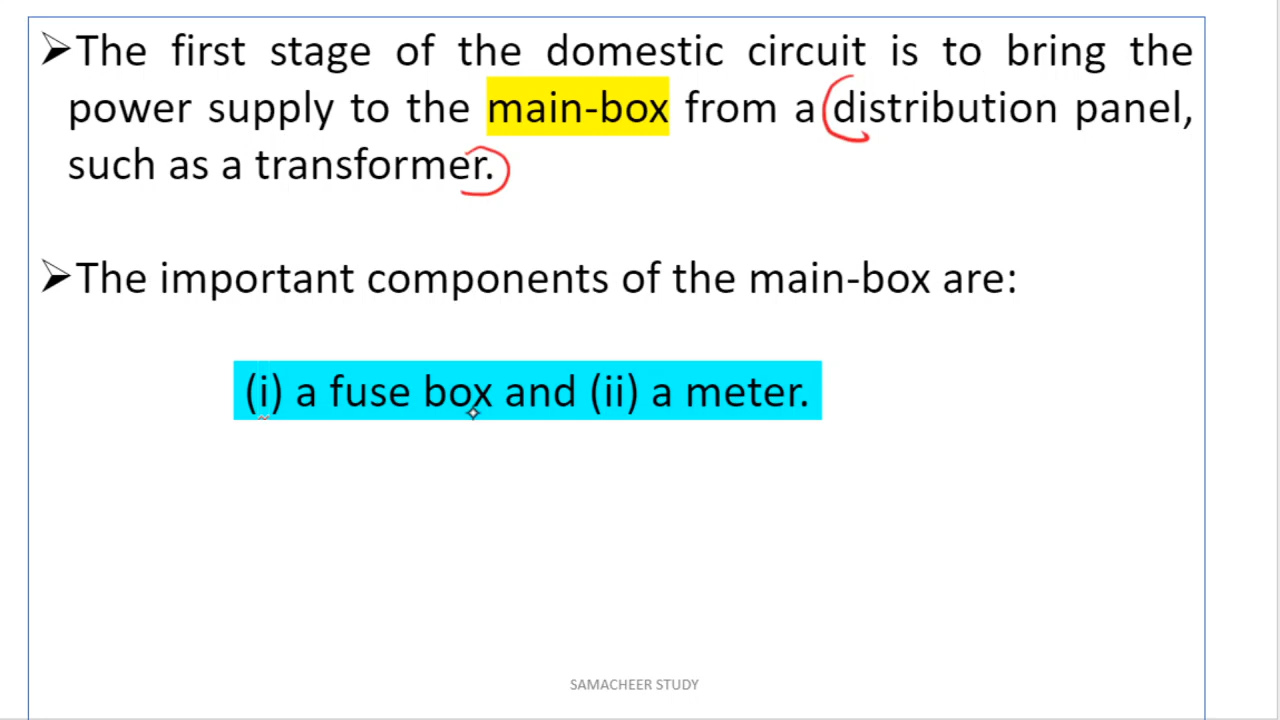 ➢The first stage of the domestic circuit is to bring the
power supply to the main-box from a distribution panel,
such as a transformer.
➢The important components of the main-box are:
(i) a fuse box and (ii) a meter.
SAMACHEER STUDY